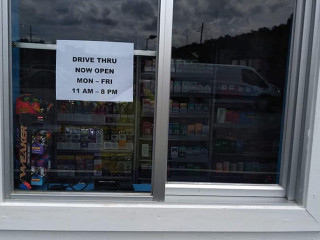 DRIVE THRU
NOW OPEN
MON – FRI
11 AM – 8 PM